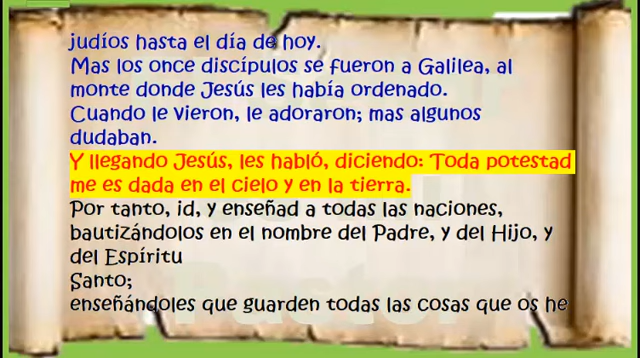 judíos hasta el día de hoy.
Mas los once discípulos se fueron a Galilea, al
monte donde Jesús les había ordenado.
Cuando le vieron, le adoraron; mas algunos
dudaban.
Y llegando Jesús, les habló, diciendo: Toda potestad
me es dada en el cielo y en la tierra.
Por tanto, id, y enseñad a todas las naciones,
bautizándolos en el nombre del Padre, y del Hijo, y
del Espíritu
Santo;
enseñándoles que guarden todas las cosas que os he